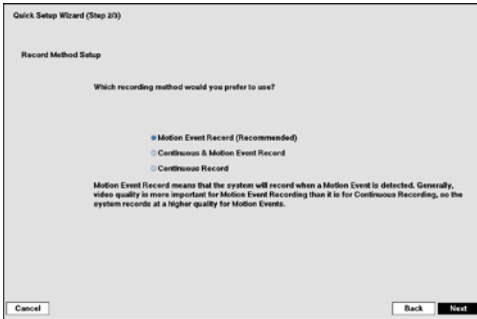 Quick Setup Wizard (Step 2/3)
Record Method Setup
Which recording method would you prefer to use?
Motion Event Record (Recommended)
Continuous & Motion Event Record
Continuous Record
Motion Event Record means that the system will record when a Motion Event is detected. Generally,
video quality is more important for Motion Event Recording than it is for Continuous Recording, so the
system records at a higher quality for Motion Events.
Cancel
Back
Next